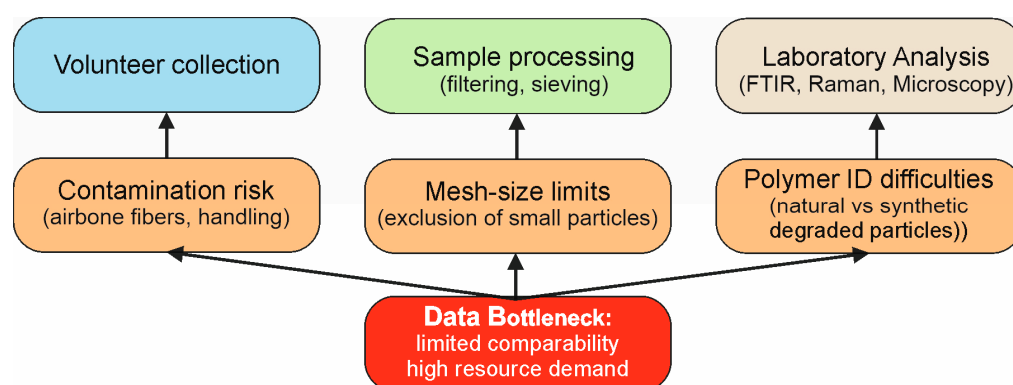 Volunteer collection
Sample processing
(filtering, sieving)
Laboratory Analysis
(FTIR, Raman, Microscopy)
Contamination risk
(airbone fibers, handling)
Mesh-size limits
(exclusion of small particles)
Polymer ID difficulties
(natural vs synthetic
degraded particles))
Data Bottleneck:
limited comparability
high resource demand